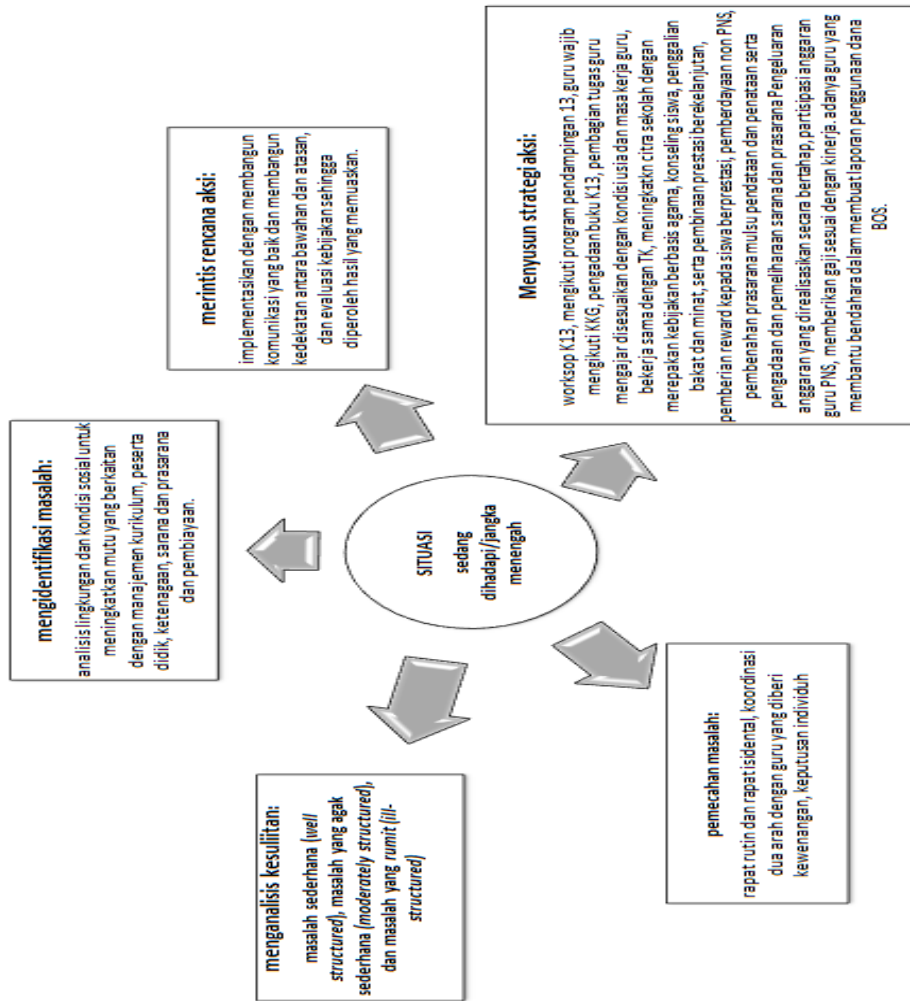 mengidentifikasi masalah:
analisis lingkungan dan kondisi sosial untuk
meningkatkan mutu yang berkaitan
dengan manajemen kurikulum, peserta
didik, ketenagaan, sarana dan prasarana
dan pembiayaan.
merintis rencana aksi:
implementasikan dengan membangun
komunikasi yang baik dan membangun
kedekatan antara bawahan dan atasan,
dan evaluasi kebijakan sehingga
diperoleh hasil yang memuaskan.
menganalisis kesuliitan:
masalah sederhana (well
structured), masalah yang agak
sederhana (moderately structured),
dan masalah yang rumit (ill-
structured)
SITUASI
sedang
dihadapi/jangka
menengah
pemecahan masalah:
rapat rutin dan rapat isidental, koordinasi
dua arah dengan guru yang diberi
kewenangan, keputusan individuh
Menyusun strategi aksi:
worksop K13, mengikuti program pendampingan 13, guru wajib
mengikuti KKG, pengadaan buku K13, pembagian tugas guru
mengajar disesuaikan dengan kondisi usia dan masa kerja guru,
bekerja sama dengan TK, meningkatkn citra sekolah dengan
merepakan kebijakan berbasis agama, konseling siswa, penggalian
bakat dan minat, serta pembinaan prestasi berekelanjutan,
pemberian reward kepada siswa berprestasi, pemberdayaan non PNS,
pembenahan prasarana mulsu pendataan dan penataan serta
pengadaan dan pemeliharaan sarana dan prasarana Pengeluaran
anggaran yang direalisasikan secara bertahap, partisipasi anggaran
guru PNS, memberikan gaji sesuai dengan kinerja. adanya guru yang
membantu bendahara dalam membuat laporan penggunaan dana
BOS.